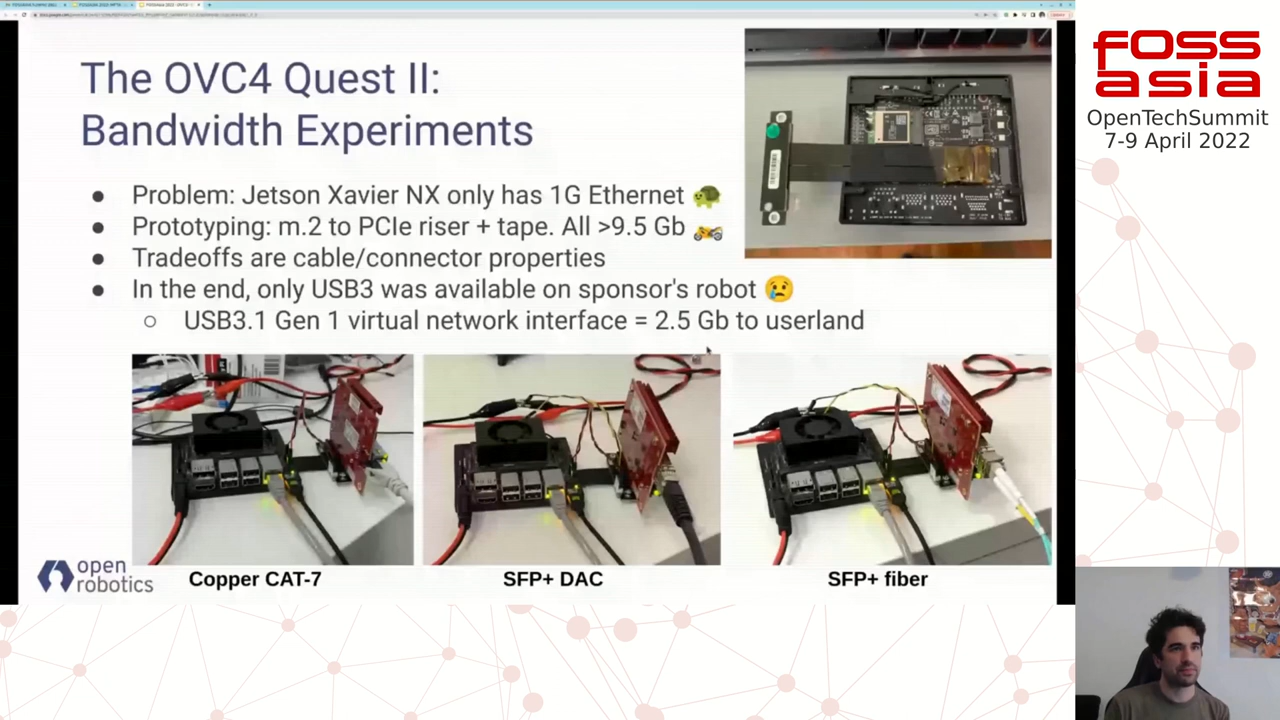 The OVC4 Quest II:
Bandwidth Experiments
● Problem: Jetson Xavier NX only has 1G Ethernet 🐢
● Prototyping: m.2 to PCIe riser + tape. All >9.5 Gb 🏍️
● Tradeoffs are cable/connector properties
● In the end, only USB3 was available on sponsor's robot 😢
○ USB3.1 Gen 1 virtual network interface = 2.5 Gb to userland
Copper CAT-7
SFP+ DAC
SFP+ fiber
open
robotics
FOSS
asia
OpenTechSummit
7-9 April 2022